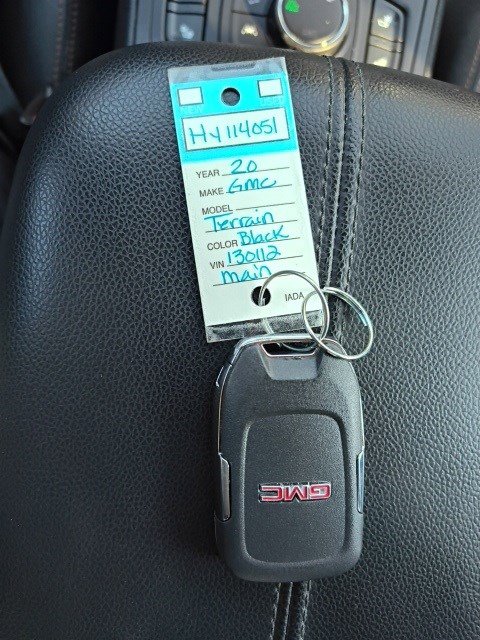 Hy114051
YEAR 20
MAKE GMC
MODEL
Terrain
COLOR Black
VIN 130112
main
IADA
GMC